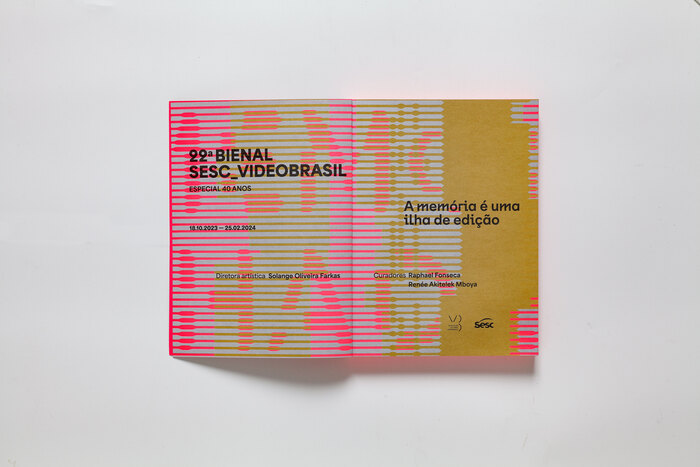 22ª BIENAL
SESC_VIDEOBRASIL
ESPECIAL 40 ANOS
18.10.2023 — 25.02.2024
Diretora artística Solange Oliveira Farkas
A memória é uma
ilha de edição
Curadores Raphael Fonseca
Renée Akitelek Mboya
Sesc